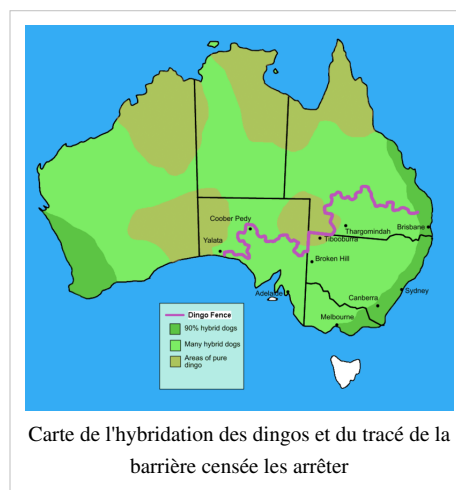 Coober Pedy
Yalata
Thargomindah
Brisbane
Tibooburra
Broken Hill
Adelaide
Sydney
Canberra
Melbourne
Dingo Fence
90% hybrid dogs
Many hybrid dogs
Areas of pure
dingo
Carte de l'hybridation des dingos et du tracé de la
barrière censée les arrêter